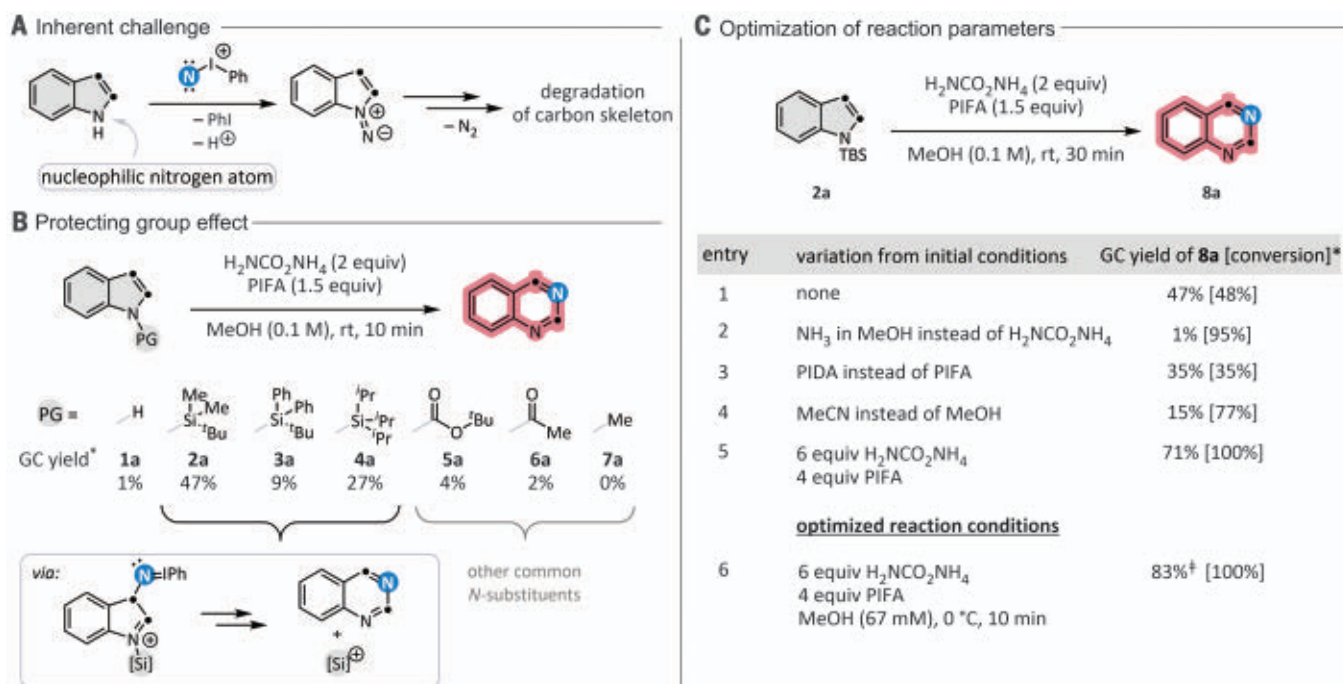 A Inherent challenge
N I ⊕ Ph
– PhI
– H⊕
N H
nucleophilic nitrogen atom
N ⊕ N ⊖
– N₂
degradation
of carbon skeleton
B Protecting group effect
N PG
H₂NCO₂NH₄ (2 equiv)
PIFA (1.5 equiv)
MeOH (0.1 M), rt, 10 min
N N
PG =
H
Me Me Si tBu
Ph Ph Si tBu
iPr Si iPr iPr
O O tBu
O Me
Me
GC yield*
1a 2a 3a 4a 5a 6a 7a
1% 47% 9% 27% 4% 2% 0%
via:
N=IPh
N ⊕ [Si]
N N
+
[Si]⊕
other common
N-substituents
C Optimization of reaction parameters
N TBS
2a
H₂NCO₂NH₄ (2 equiv)
PIFA (1.5 equiv)
MeOH (0.1 M), rt, 30 min
N N
8a
entry variation from initial conditions GC yield of 8a [conversion]*
1 none 47% [48%]
2 NH₃ in MeOH instead of H₂NCO₂NH₄ 1% [95%]
3 PIDA instead of PIFA 35% [35%]
4 MeCN instead of MeOH 15% [77%]
5 6 equiv H₂NCO₂NH₄ 71% [100%]
4 equiv PIFA
optimized reaction conditions
6 6 equiv H₂NCO₂NH₄ 83%‡ [100%]
4 equiv PIFA
MeOH (67 mM), 0 °C, 10 min